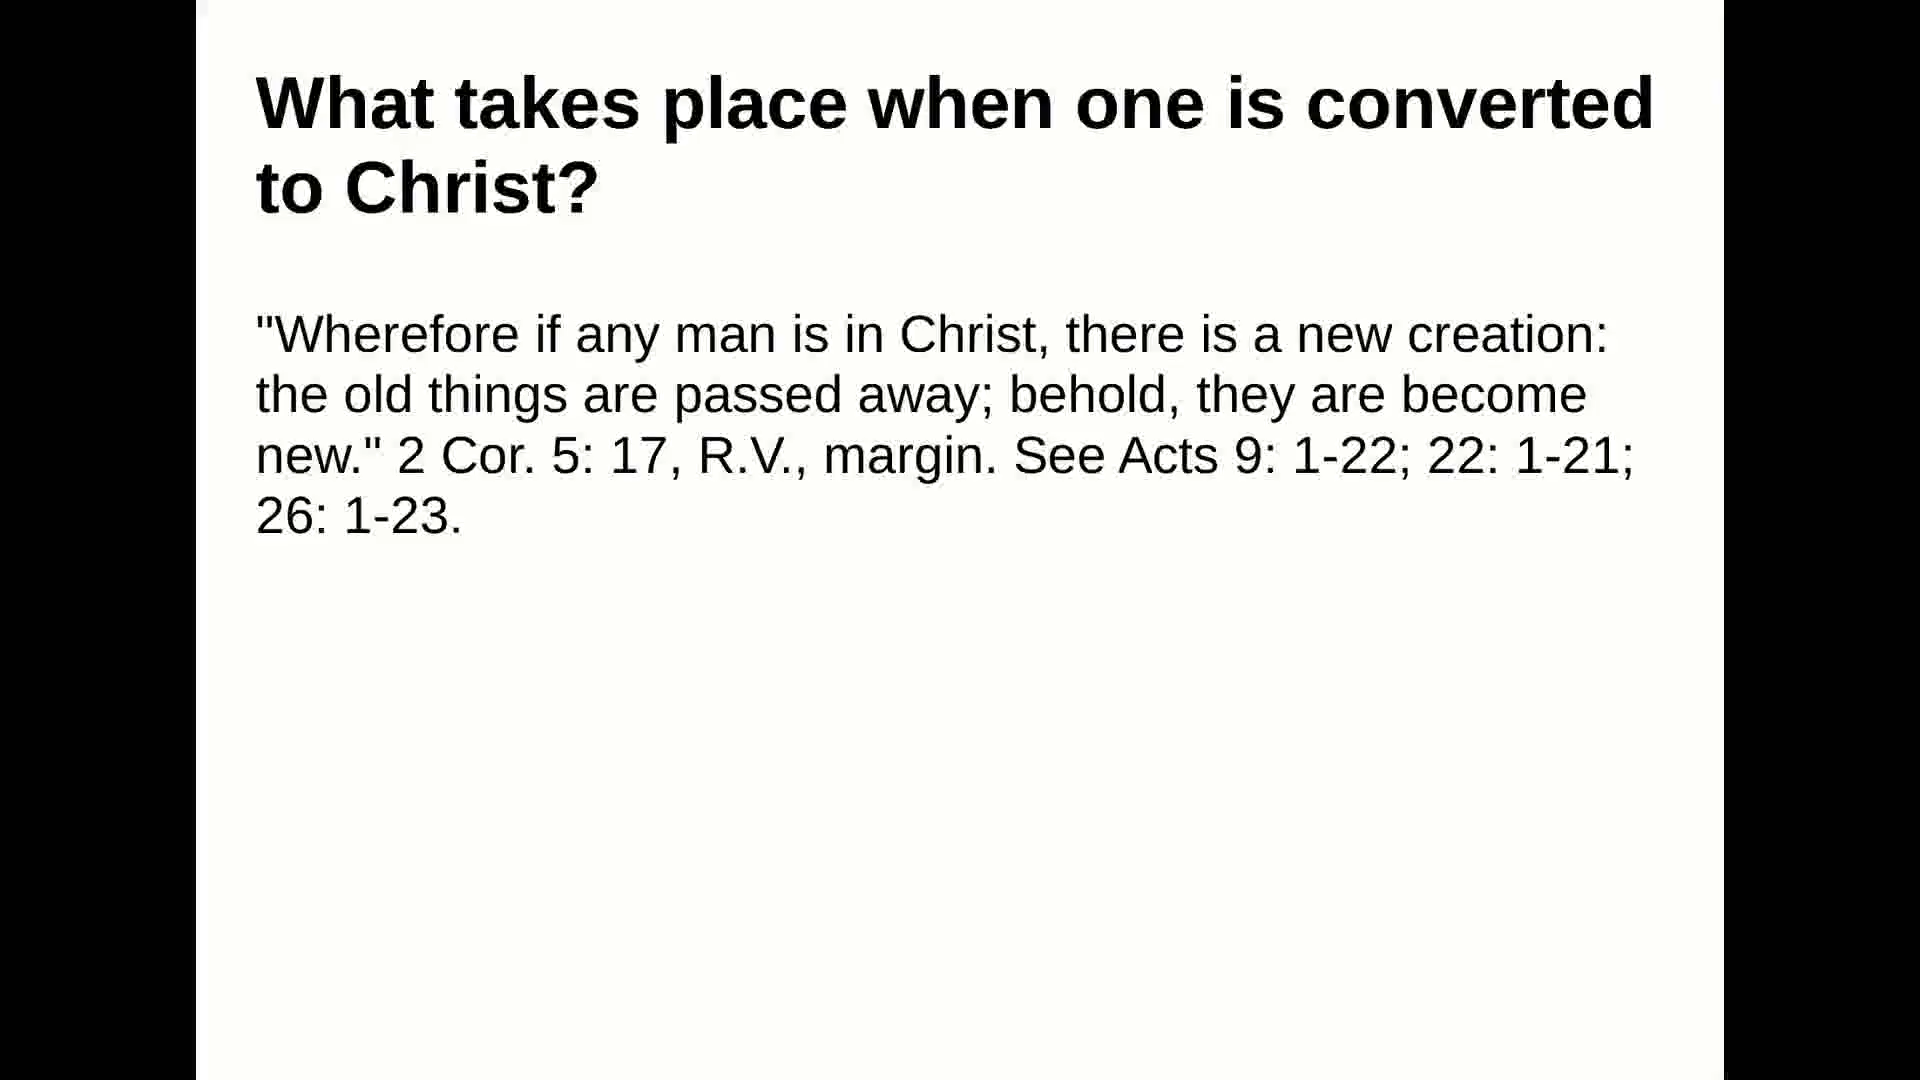 What takes place when one is converted
to Christ?
"Wherefore if any man is in Christ, there is a new creation:
the old things are passed away; behold, they are become
new." 2 Cor. 5: 17, R.V., margin. See Acts 9: 1-22; 22: 1-21;
26: 1-23.